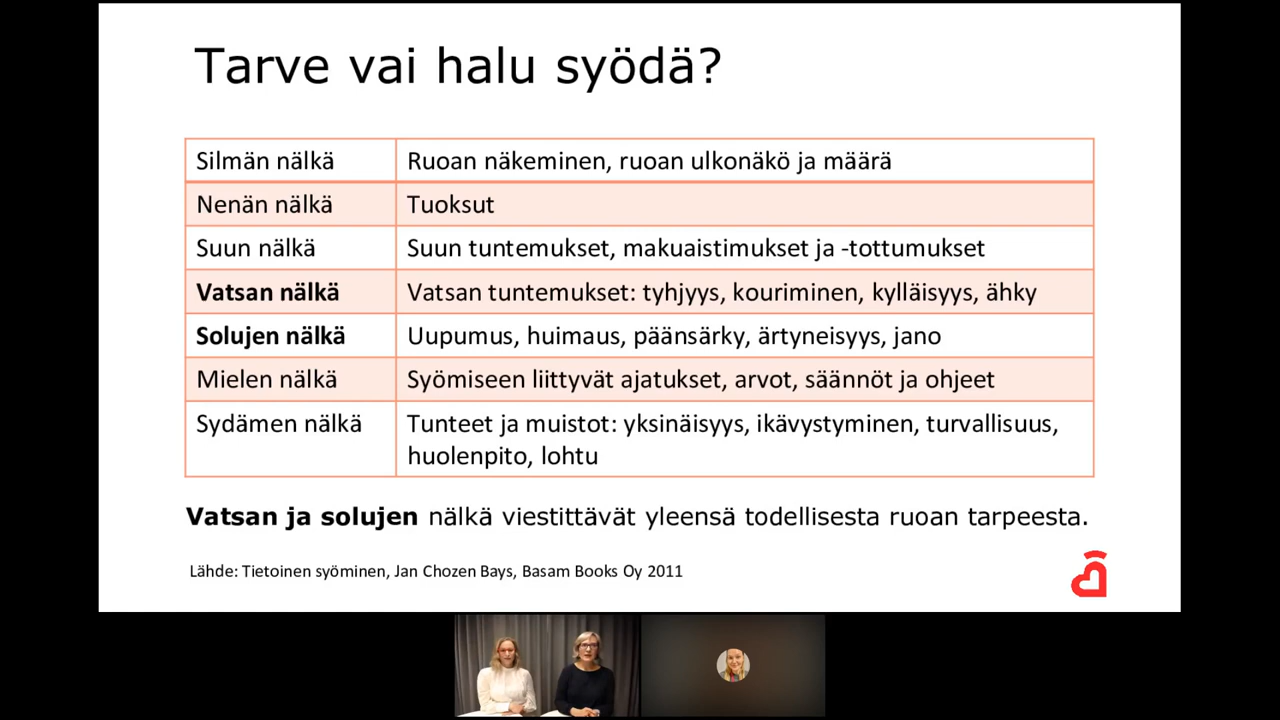 Tarve vai halu syödä?
Silmän nälkä Ruoan näkeminen, ruoan ulkonäkö ja määrä
Nenän nälkä Tuoksut
Suun nälkä Suun tuntemukset, makuaistimukset ja -tottumukset
Vatsan nälkä Vatsan tuntemukset: tyhjyys, kouriminen, kylläisyys, ähky
Solujen nälkä Uupumus, huimaus, päänsärky, ärtyneisyys, jano
Mielen nälkä Syömiseen liittyvät ajatukset, arvot, säännöt ja ohjeet
Sydämen nälkä Tunteet ja muistot: yksinäisyys, ikävystyminen, turvallisuus,
huolenpito, lohtu
Vatsan ja solujen nälkä viestittävät yleensä todellisesta ruoan tarpeesta.
Lähde: Tietoinen syöminen, Jan Chozen Bays, Basam Books Oy 2011